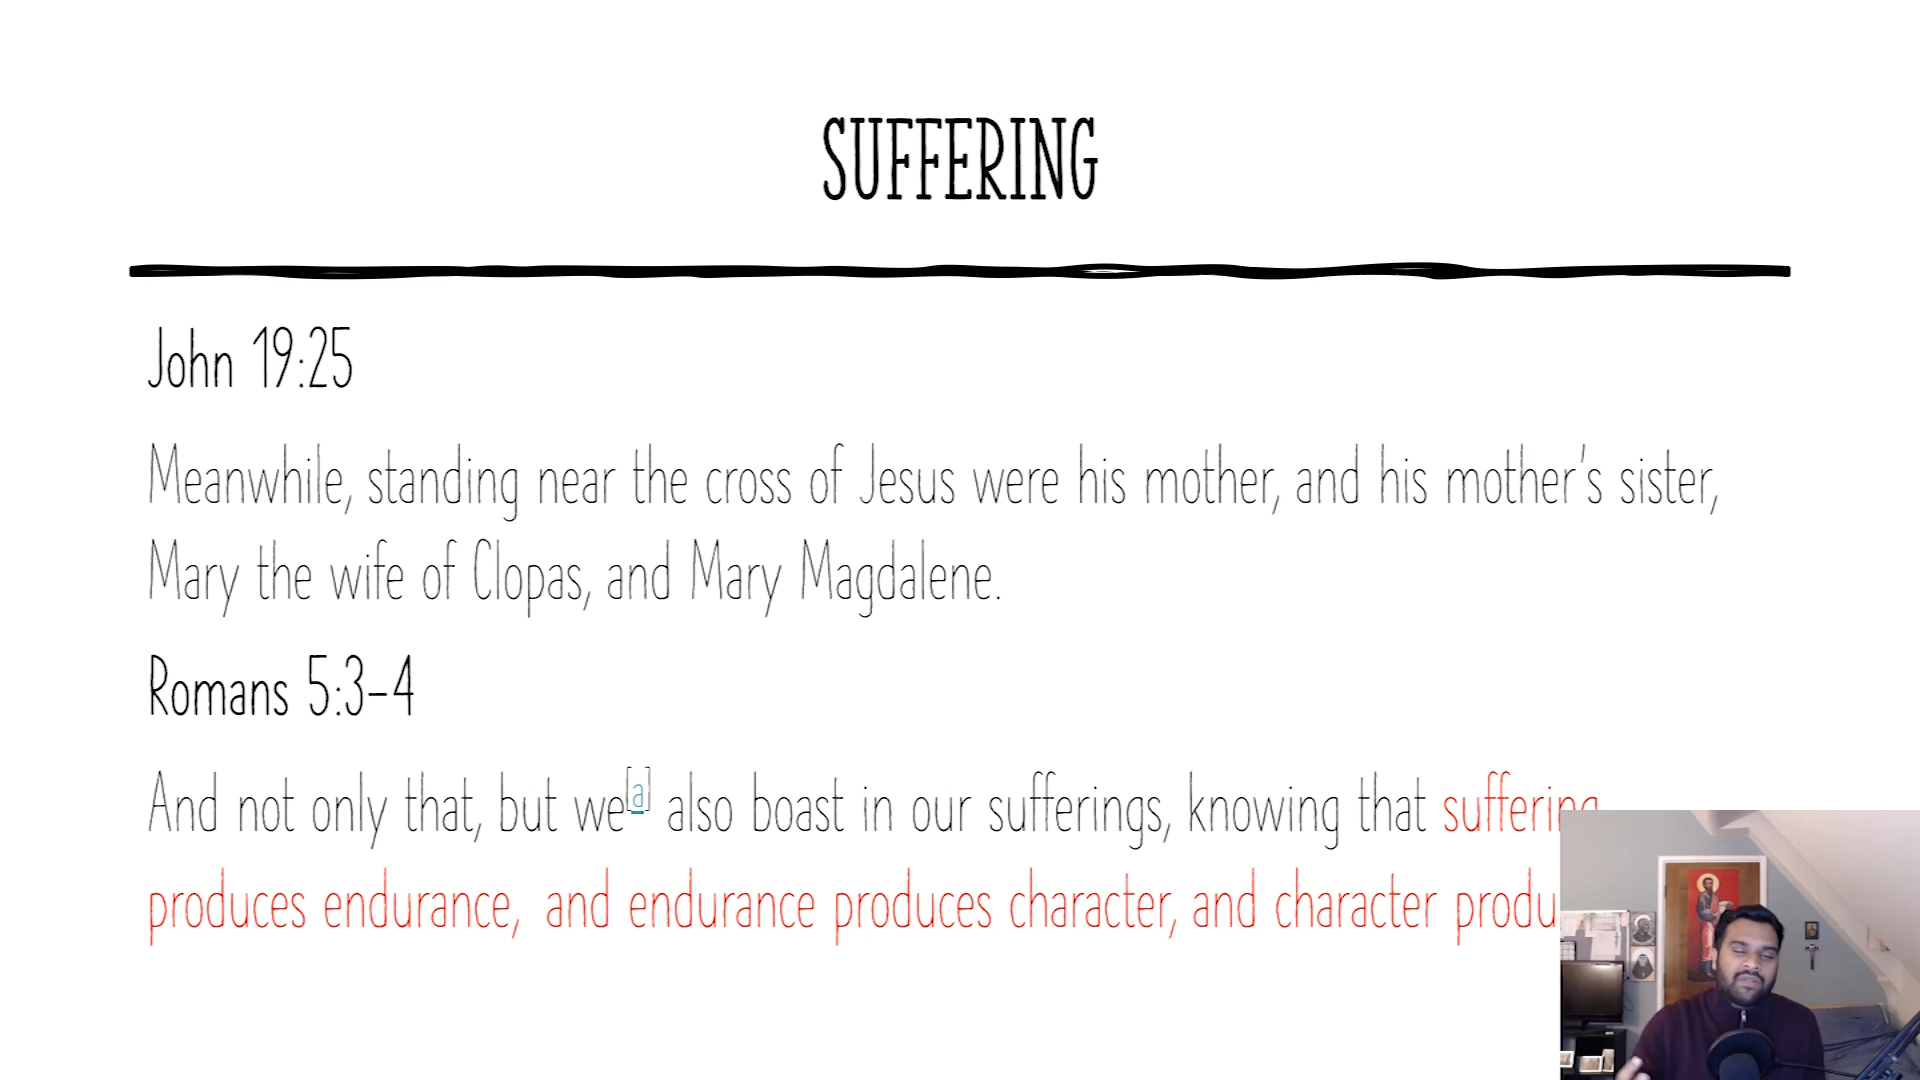 SUFFERING
John 19:25
Meanwhile, standing near the cross of Jesus were his mother, and his mother's sister,
Mary the wife of Clopas, and Mary Magdalene.
Romans 5:3-4
And not only that, but we[a] also boast in our sufferings, knowing that suffering
produces endurance, and endurance produces character, and character produ